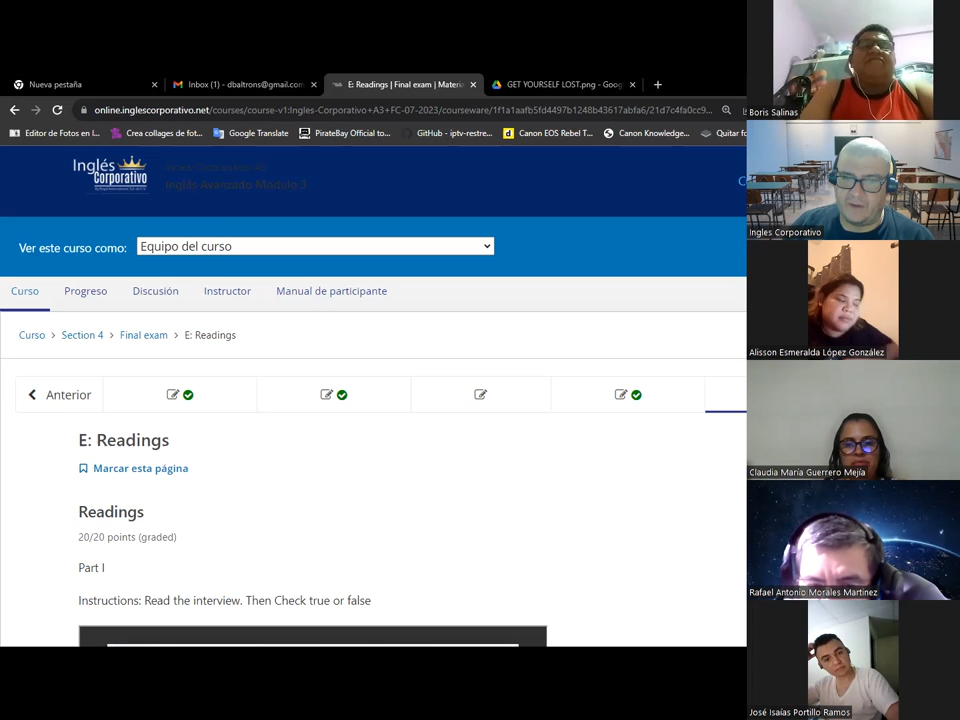 Nueva pestaña
Inbox (1) - dbaltrons@gmail.com
E: Readings | Final exam | Materia
GET YOURSELF LOST.png - Goog
online.inglescorporativo.net/courses/course-v1:Ingles-Corporativo+A3+FC-07-2023/courseware/1f1a1aafb5fd4497b1248b43617abfa6/21d7c4fa0cc9...
Editor de Fotos en l...
Crea collages de fot...
Google Translate
PirateBay Official to...
GitHub - iptv-restre...
Canon EOS Rebel T...
Canon Knowledge...
Quitar fo
Inglés
Corporativo
Inglés Avanzado Módulo 3
Ver este curso como:
Equipo del curso
Curso
Progreso
Discusión
Instructor
Manual de participante
Curso > Section 4 > Final exam > E: Readings
Anterior
E: Readings
Marcar esta página
Readings
20/20 points (graded)
Part I
Instructions: Read the interview. Then Check true or false
Boris Salinas
Ingles Corporativo
Alisson Esmeralda López González
Claudia María Guerrero Mejía
Rafael Antonio Morales Martinez
José Isaías Portillo Ramos